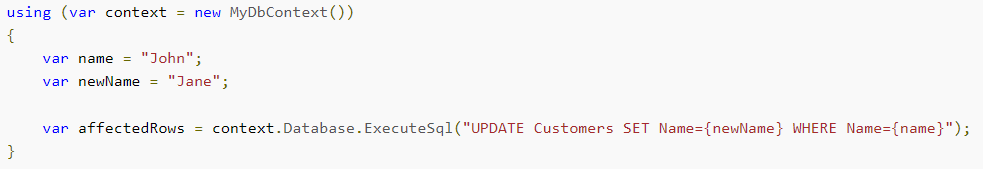 using (var context = new MyDbContext())
{
    var name = "John";
    var newName = "Jane";

    var affectedRows = context.Database.ExecuteSql("UPDATE Customers SET Name={newName} WHERE Name={name}");
}